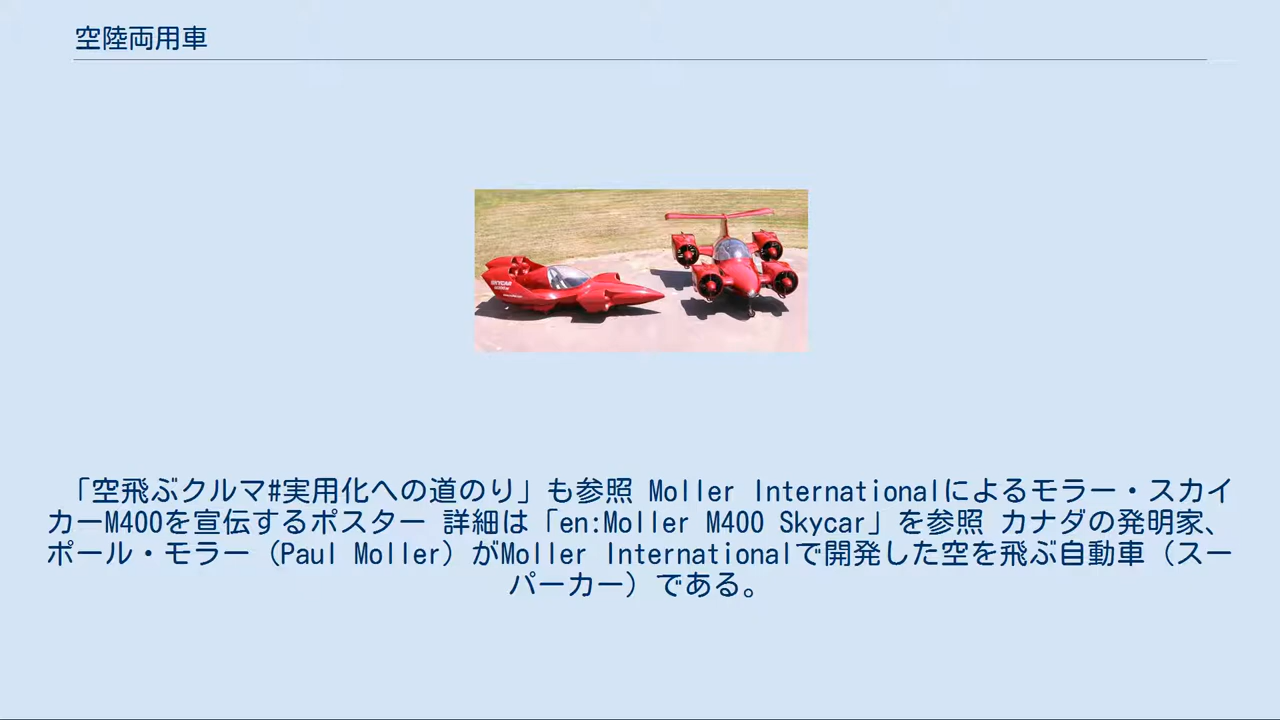 空陸両用車
SKYCAR
「空飛ぶクルマ#実用化への道のり」も参照 Moller Internationalによるモラー・スカイ
カーM400を宣伝するポスター 詳細は「en:Moller M400 Skycar」を参照 カナダの発明家、
ポール・モラー（Paul Moller）がMoller Internationalで開発した空を飛ぶ自動車（スー
パーカー）である。